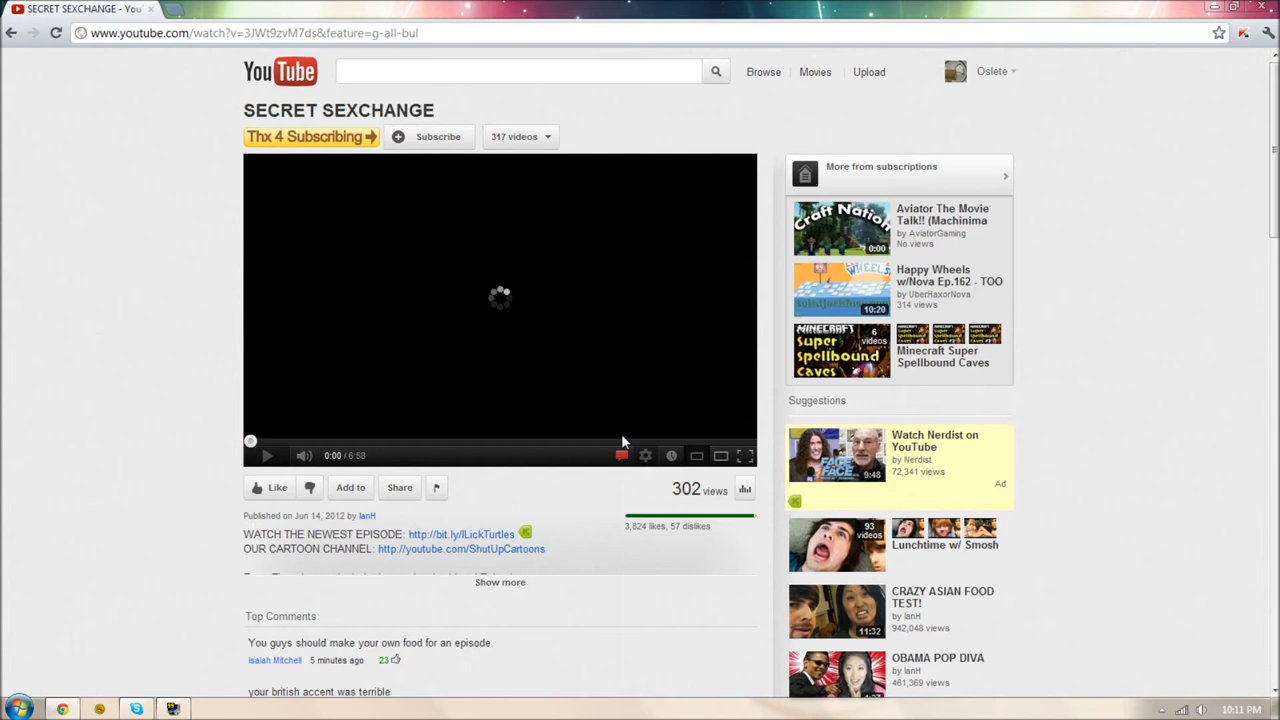 SECRET SEXCHANGE - You
www.youtube.com/watch?v=3JWt9zvM7ds&feature=g-all-bul
YouTube
Browse
Movies
Upload
Oslete
SECRET SEXCHANGE
Thx 4 Subscribing
Subscribe
317 videos
More from subscriptions
Craft Nation
0:00
Aviator The Movie
Talk!! (Machinima
by AviatorGaming
No views
WHEELS
10:20
Happy Wheels
w/Nova Ep.162 - TOO
by UberHaxorNova
314 views
MINECRAFT
Super
spellbound
caves
6
videos
Minecraft Super
Spellbound Caves
Suggestions
0:00 / 6:58
FACE
FACE
9:48
Watch Nerdist on
YouTube
by Nerdist
72,341 views
Ad
Like
Add to
Share
302 views
Published on Jun 14, 2012 by IanH
3,824 likes, 57 dislikes
WATCH THE NEWEST EPISODE: http://bit.ly/ILickTurtles
OUR CARTOON CHANNEL: http://youtube.com/ShutUpCartoons
Show more
93
videos
Lunchtime w/ Smosh
11:32
CRAZY ASIAN FOOD
TEST!
by IanH
942,048 views
Top Comments
You guys should make your own food for an episode.
Isaiah Mitchell 5 minutes ago 23
your british accent was terrible
OBAMA POP DIVA
by IanH
461,369 views
10:11 PM